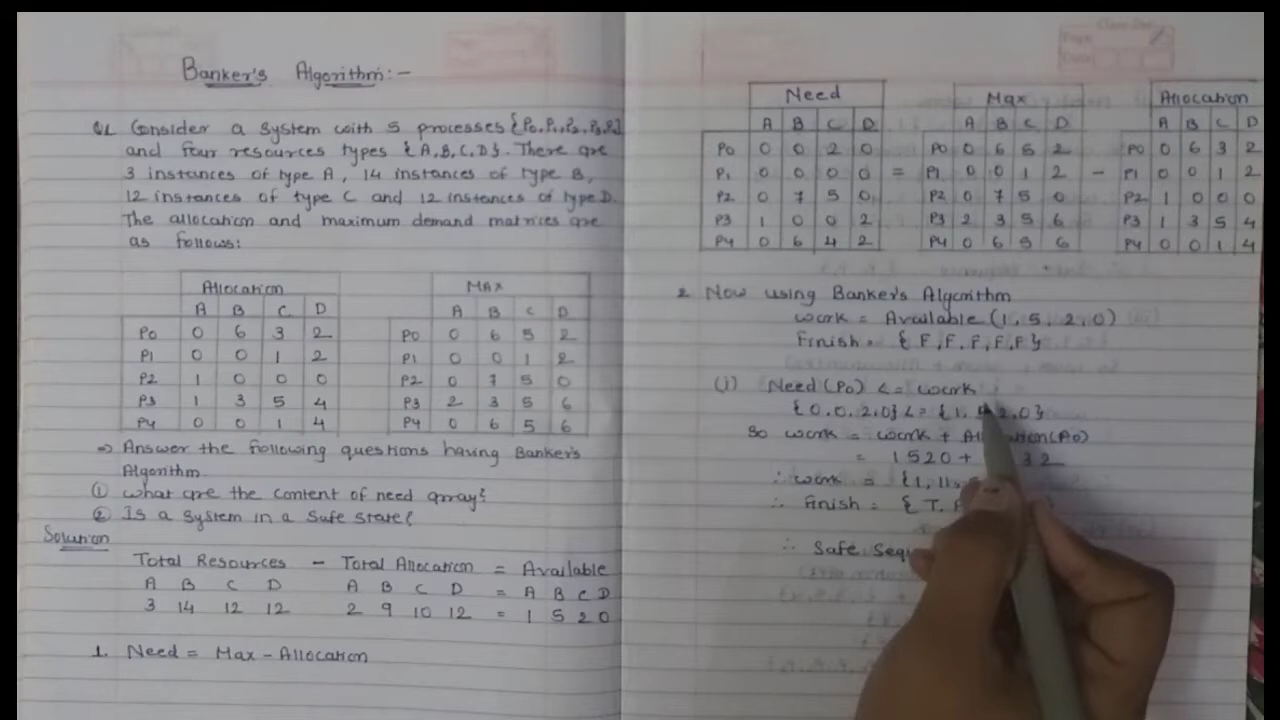 Banker's Algorithm:-
Q1 Consider a system with 5 processes {P0, P1, P2, P3, P4}
and four resources types {A, B, C, D}. There are
3 instances of type A, 14 instances of type B,
12 instances of type C and 12 instances of type D.
The allocation and maximum demand matrices are
as follows:
Allocation
A B C D
P0 0 6 3 2
P1 0 0 1 2
P2 1 0 0 0
P3 1 3 5 4
P4 0 0 1 4
MAX
A B C D
P0 0 6 5 2
P1 0 0 1 2
P2 0 7 5 0
P3 2 3 5 6
P4 0 6 5 6
⇒ Answer the following questions having Banker's
Algorithm.
① what are the content of need array?
② Is a system in a safe state?
Solution
Total Resources - Total Allocation = Available
A B C D A B C D = A B C D
3 14 12 12 2 9 10 12 = 1 5 2 0
1. Need = Max - Allocation
Need Max Allocation
A B C D A B C D A B C D
P0 0 0 2 0 P0 0 6 5 2 P0 0 6 3 2
P1 0 0 0 0 = P1 0 0 1 2 - P1 0 0 1 2
P2 0 7 5 0 P2 0 7 5 0 P2 1 0 0 0
P3 1 0 0 2 P3 2 3 5 6 P3 1 3 5 4
P4 0 6 4 2 P4 0 6 5 6 P4 0 0 1 4
2 Now using Banker's Algorithm
work = Available (1, 5, 2, 0)
Finish = { F, F, F, F, F }
(i) Need (P0) <= work
{0, 0, 2, 0} <= {1, 2, 0}
So work = work + (P0)
= 1520 + 32
∴ work = {1, 11,
∴ Finish = { T,
∴ Safe